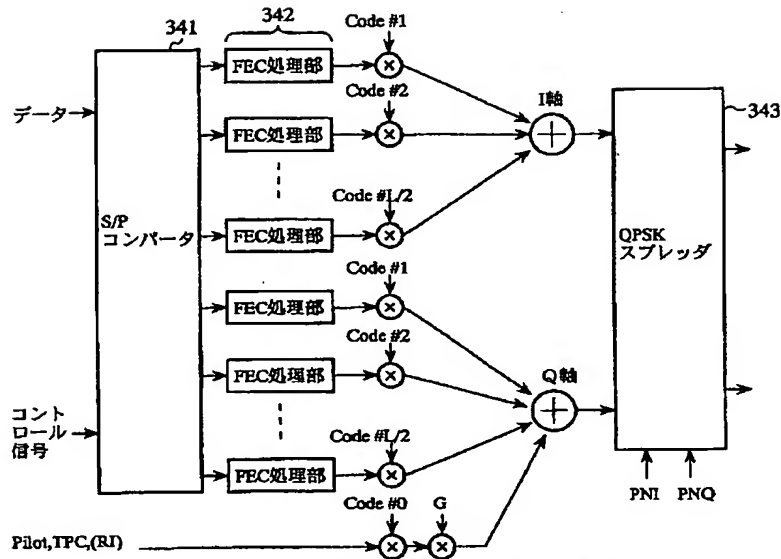 341
342
Code #1
FEC処理部
Code #2
I軸
343
データ
FEC処理部
Code #L/2
S/P
コンバータ
FEC処理部
QPSK
スプレッダ
Code #1
FEC処理部
Code #2
Q軸
FEC処理部
コント
ロール
信号
Code #L/2
FEC処理部
PNI PNQ
Code #0 G
Pilot,TPC,(RI)